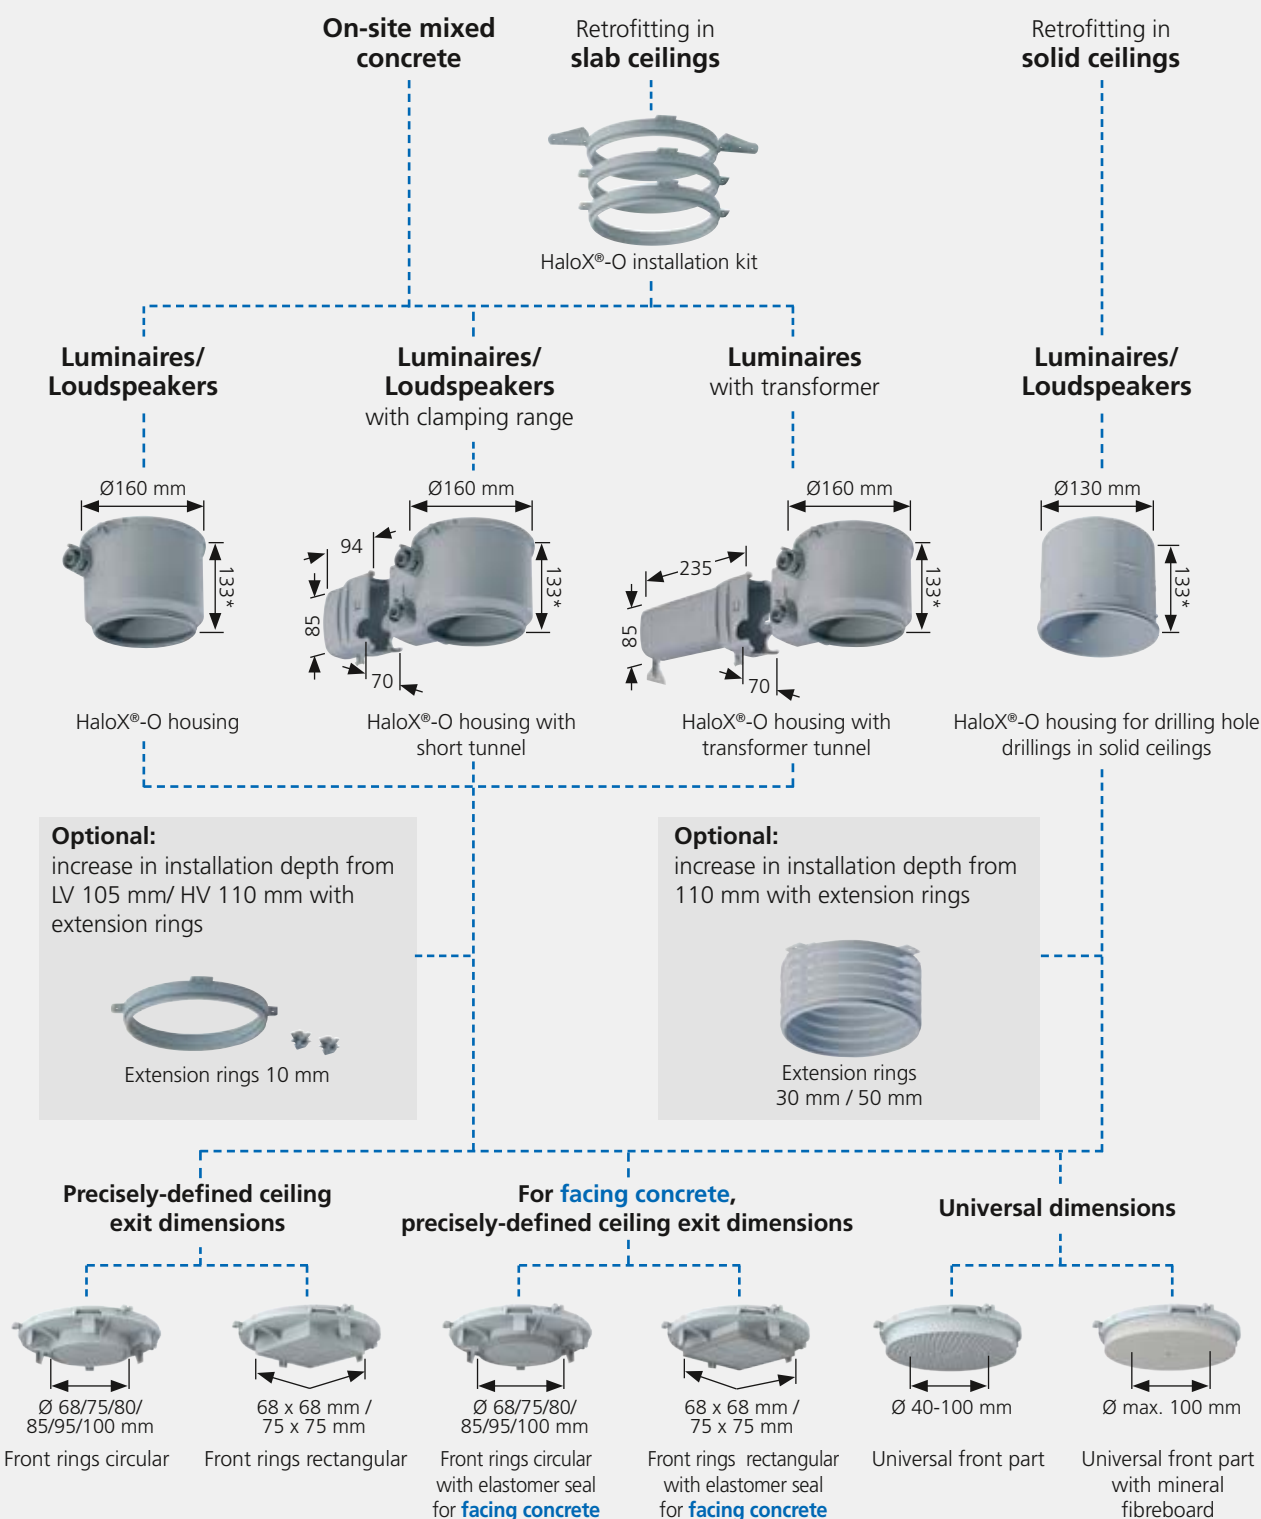 On-site mixed
concrete
Retrofitting in
slab ceilings
Retrofitting in
solid ceilings
HaloX®-O installation kit
Luminaires/
Loudspeakers
Luminaires/
Loudspeakers
with clamping range
Luminaires
with transformer
Luminaires/
Loudspeakers
Ø160 mm
133*
Ø160 mm
94
133*
85
70
Ø160 mm
235
133*
85
70
Ø130 mm
133*
HaloX®-O housing
HaloX®-O housing with
short tunnel
HaloX®-O housing with
transformer tunnel
HaloX®-O housing for drilling hole
drillings in solid ceilings
Optional:
increase in installation depth from
LV 105 mm/ HV 110 mm with
extension rings
Extension rings 10 mm
Optional:
increase in installation depth from
110 mm with extension rings
Extension rings
30 mm / 50 mm
Precisely-defined ceiling
exit dimensions
For facing concrete,
precisely-defined ceiling exit dimensions
Universal dimensions
Ø 68/75/80/
85/95/100 mm
Front rings circular
68 x 68 mm /
75 x 75 mm
Front rings rectangular
Ø 68/75/80/
85/95/100 mm
Front rings circular
with elastomer seal
for facing concrete
68 x 68 mm /
75 x 75 mm
Front rings rectangular
with elastomer seal
for facing concrete
Ø 40-100 mm
Universal front part
Ø max. 100 mm
Universal front part
with mineral
fibreboard